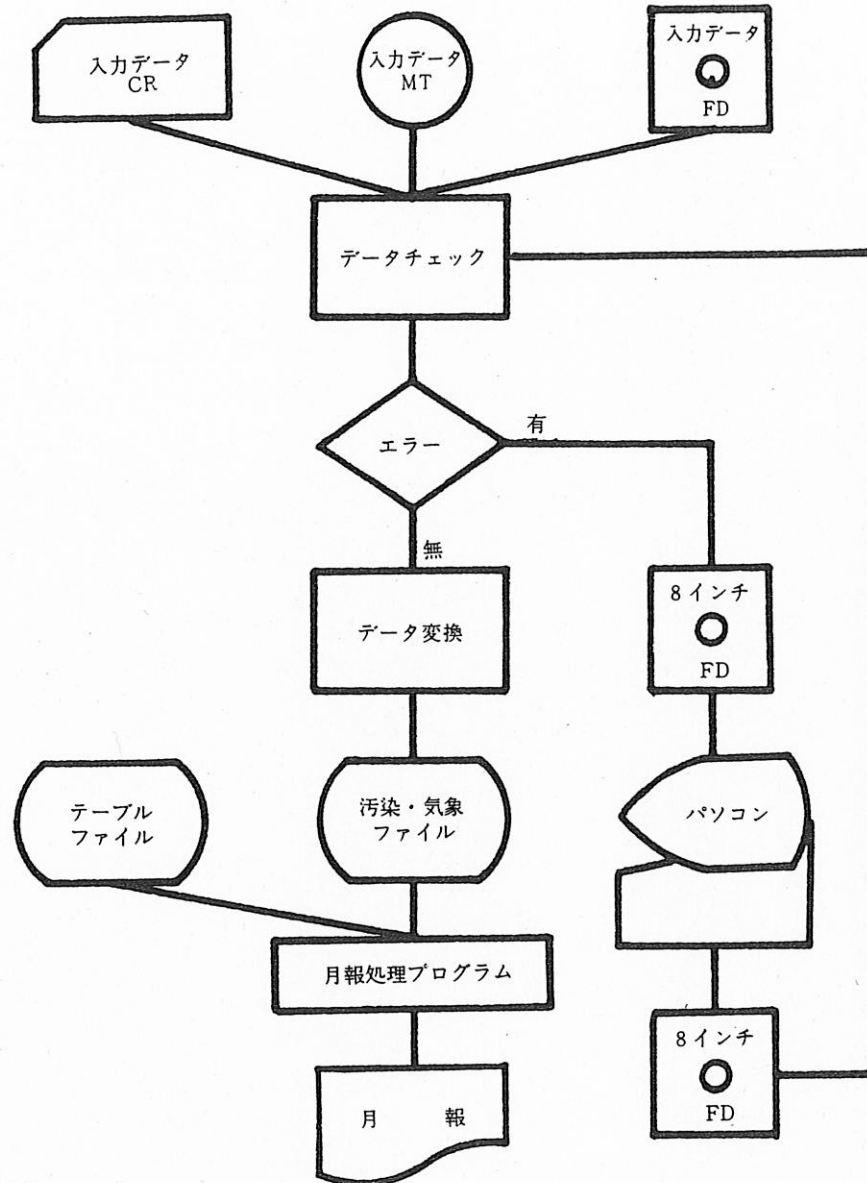 入力データ
CR
入力データ
MT
入力データ
FD
データチェック
エラー
有
無
データ変換
8インチ
FD
テーブル
ファイル
汚染・気象
ファイル
パソコン
月報処理プログラム
8インチ
FD
月 報